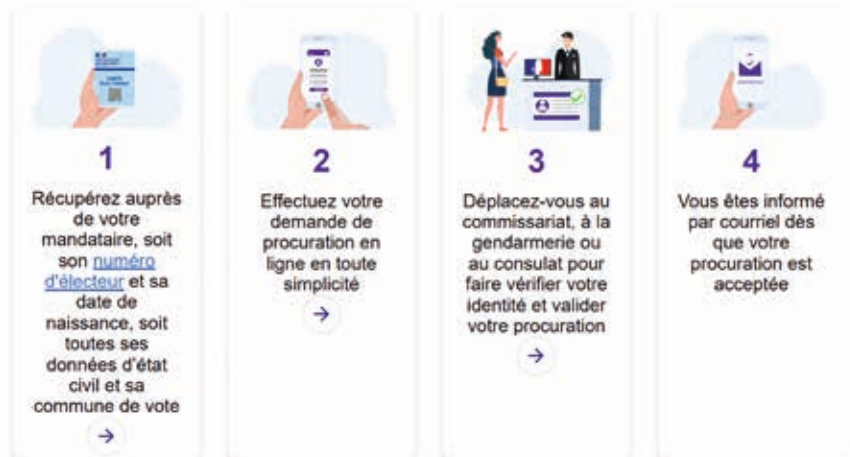 1
Récupérez auprès
de votre
mandataire, soit
son numéro
d'électeur et sa
date de
naissance, soit
toutes ses
données d'état
civil et sa
commune de vote
2
Effectuez votre
demande de
procuration en
ligne en toute
simplicité
3
Déplacez-vous au
commissariat, à la
gendarmerie ou
au consulat pour
faire vérifier votre
identité et valider
votre procuration
4
Vous êtes informé
par courriel dès
que votre
procuration est
acceptée